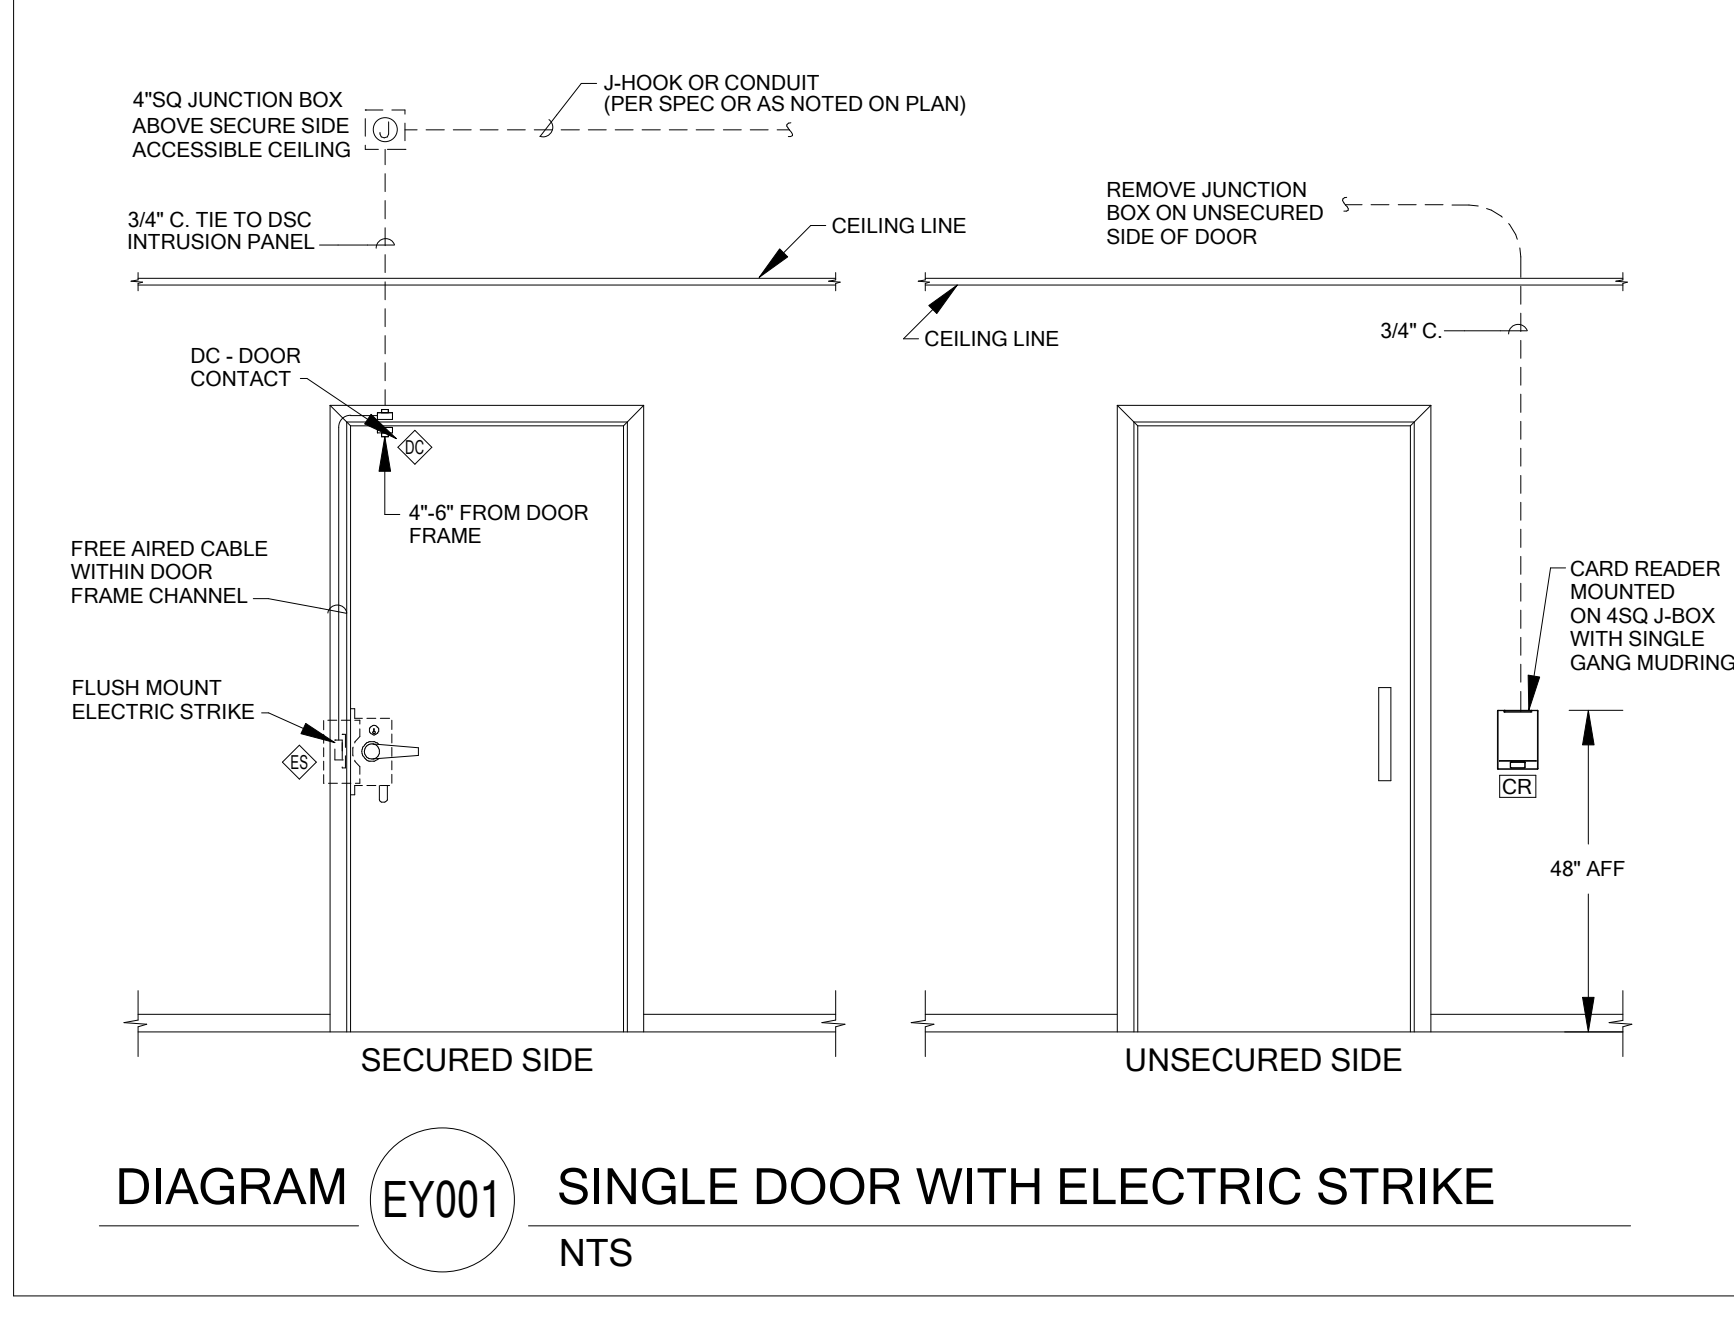 4"SQ JUNCTION BOX
ABOVE SECURE SIDE
ACCESSIBLE CEILING
J
J-HOOK OR CONDUIT
(PER SPEC OR AS NOTED ON PLAN)
3/4" C. TIE TO DSC
INTRUSION PANEL
CEILING LINE
REMOVE JUNCTION
BOX ON UNSECURED
SIDE OF DOOR
CEILING LINE
3/4" C.
DC - DOOR
CONTACT
DC
4"-6" FROM DOOR
FRAME
FREE AIRED CABLE
WITHIN DOOR
FRAME CHANNEL
FLUSH MOUNT
ELECTRIC STRIKE
ES
CARD READER
MOUNTED
ON 4SQ J-BOX
WITH SINGLE
GANG MUDRING
CR
48" AFF
SECURED SIDE
UNSECURED SIDE
DIAGRAM EY001 SINGLE DOOR WITH ELECTRIC STRIKE
NTS